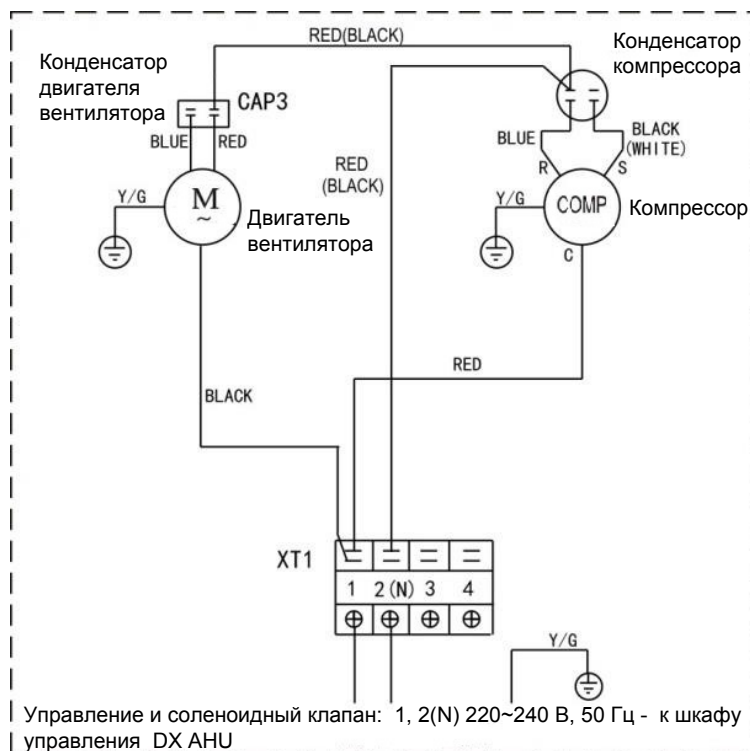 RED(BLACK)
Конденсатор
двигателя
вентилятора
CAP3
Конденсатор
компрессора
BLUE
RED
RED
(BLACK)
BLUE
BLACK
(WHITE)
R
S
Y/G
M
~
Двигатель
вентилятора
Y/G
COMP
Компрессор
C
RED
BLACK
XT1
1 2(N) 3 4
Y/G
Управление и соленоидный клапан: 1, 2(N) 220~240 В, 50 Гц - к шкафу
управления DX AHU